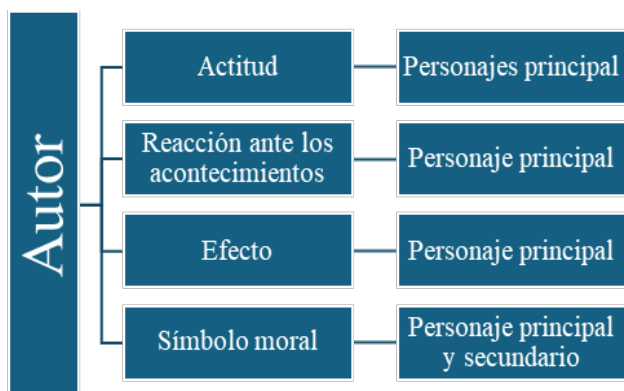 Autor
Actitud
Personajes principal
Reacción ante los
acontecimientos
Personaje principal
Efecto
Personaje principal
Símbolo moral
Personaje principal
y secundario